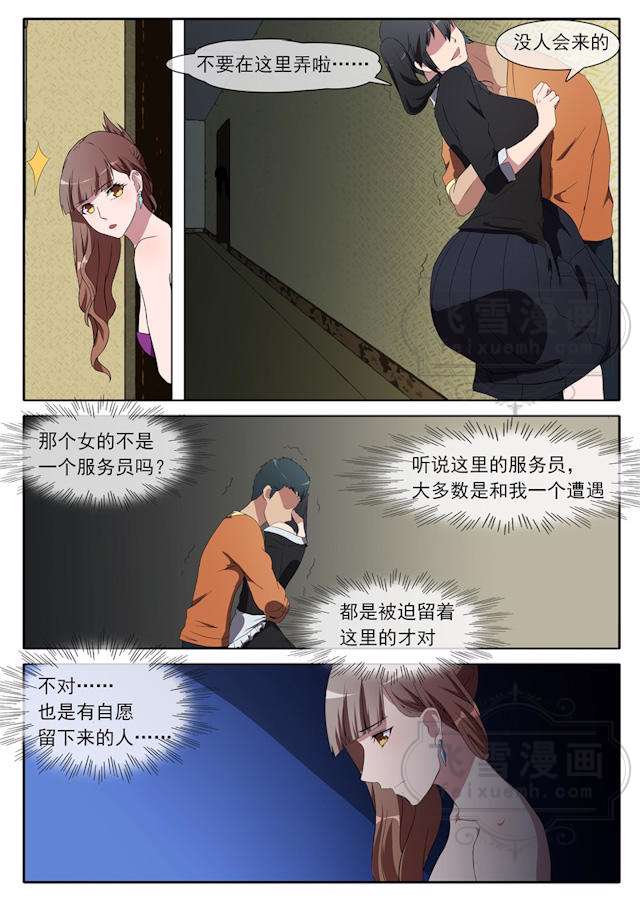 不要在这里弄啦……
没人会来的
飞雪漫画
feixuemh.com
那个女的不是
一个服务员吗？
听说这里的服务员，
大多数是和我一个遭遇
都是被迫留着
这里的才对
不对……
也是有自愿
留下来的人……
飞雪漫画
feixuemh.com